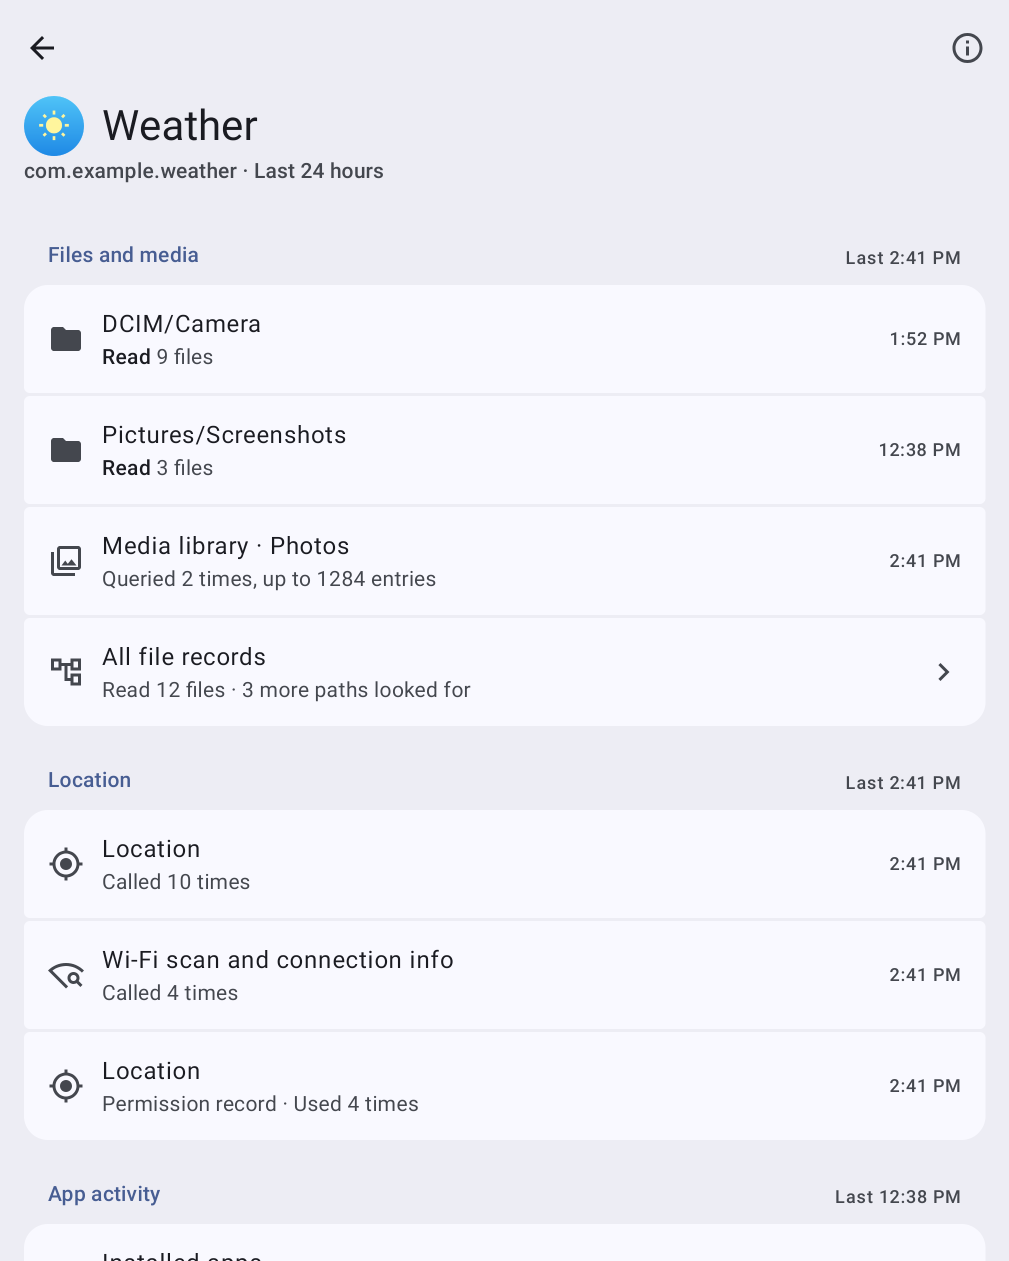 Weather
com.example.weather · Last 24 hours
Files and media
Last 2:41 PM
DCIM/Camera
Read 9 files
1:52 PM
Pictures/Screenshots
Read 3 files
12:38 PM
Media library · Photos
Queried 2 times, up to 1284 entries
2:41 PM
All file records
Read 12 files · 3 more paths looked for
Location
Last 2:41 PM
Location
Called 10 times
2:41 PM
Wi-Fi scan and connection info
Called 4 times
2:41 PM
Location
Permission record · Used 4 times
2:41 PM
App activity
Last 12:38 PM
Installed apps